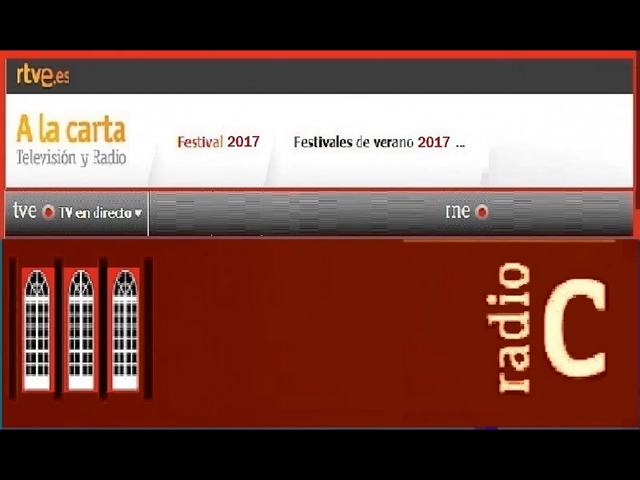 rtve.es
A la carta
Televisión y Radio
Festival 2017
Festivales de verano 2017 ...
tve TV en directo
rne
radio
C